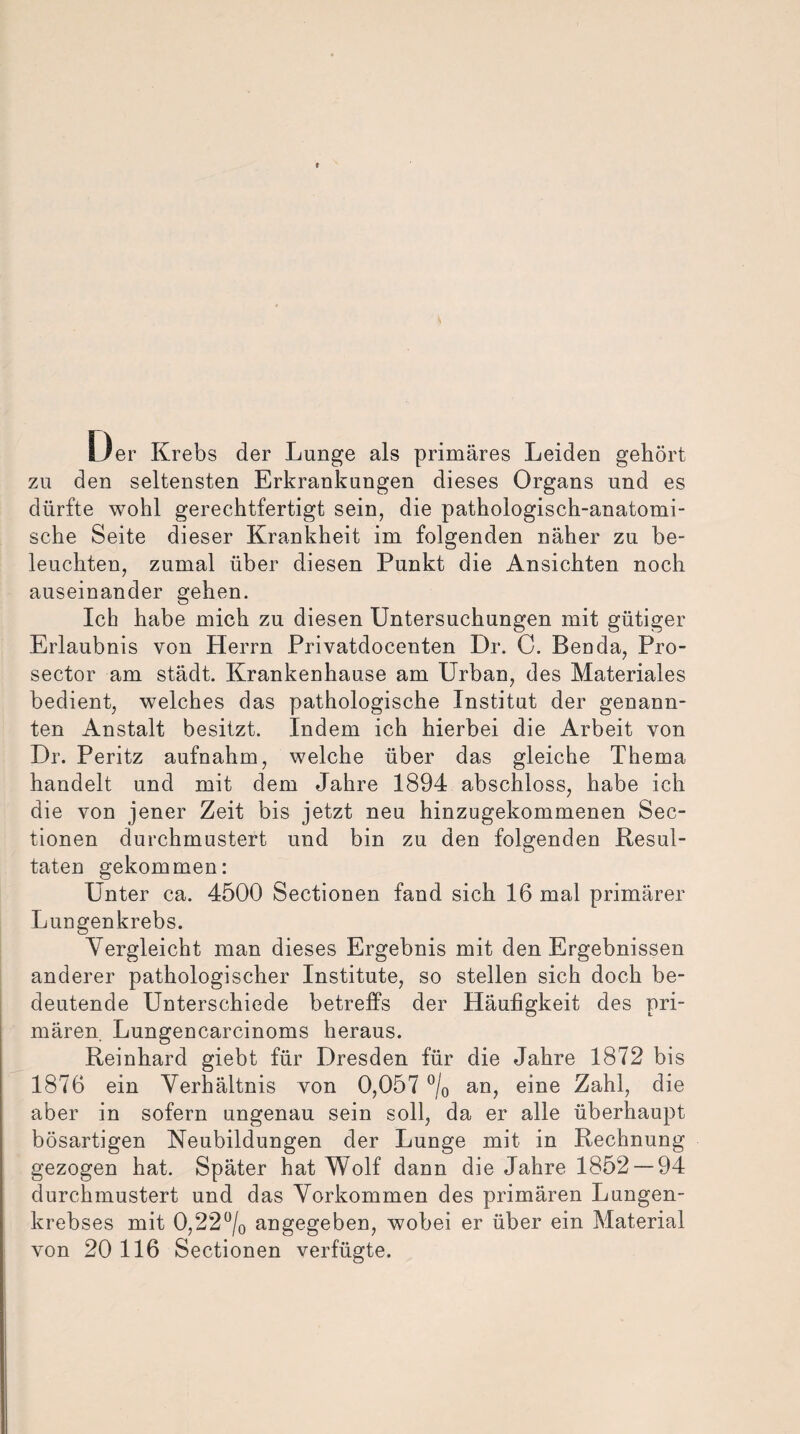 Der Krebs der Lunge als primäres Leiden gehört
zu den seltensten Erkrankungen dieses Organs und es
dürfte wohl gerechtfertigt sein, die pathologisch-anatomi-
sche Seite dieser Krankheit im folgenden näher zu be-
leuchten, zumal über diesen Punkt die Ansichten noch
auseinander gehen.
Ich habe mich zu diesen Untersuchungen mit gütiger
Erlaubnis von Herrn Privatdocenten Dr. C. Benda, Pro-
sector am städt. Krankenhause am Urban, des Materiales
bedient, welches das pathologische Institut der genann-
ten Anstalt besitzt. Indem ich hierbei die Arbeit von
Dr. Peritz aufnahm, welche über das gleiche Thema
handelt und mit dem Jahre 1894 abschloss, habe ich
die von jener Zeit bis jetzt neu hinzugekommenen Sec-
tionen durchmustert und bin zu den folgenden Resul-
taten gekommen:
Unter ca. 4500 Sectionen fand sich 16 mal primärer
Lungenkrebs.
Vergleicht man dieses Ergebnis mit den Ergebnissen
anderer pathologischer Institute, so stellen sich doch be-
deutende Unterschiede betreffs der Häufigkeit des pri-
mären Lungencarcinoms heraus.
Reinhard giebt für Dresden für die Jahre 1872 bis
1876 ein Verhältnis von 0,057 % an, eine Zahl, die
aber in sofern ungenau sein soll, da er alle überhaupt
bösartigen Neubildungen der Lunge mit in Rechnung
gezogen hat. Später hat Wolf dann die Jahre 1852—94
durchmustert und das Vorkommen des primären Lungen-
krebses mit 0,22% angegeben, wobei er über ein Material
von 20 116 Sectionen verfügte.